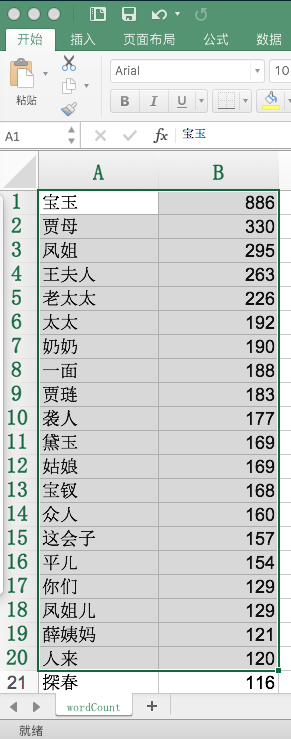 开始 插入 页面布局 公式 数据
粘贴
Arial 10
B I U
A1 fx 宝玉
A B
1 宝玉 886
2 贾母 330
3 凤姐 295
4 王夫人 263
5 老太太 226
6 太太 192
7 奶奶 190
8 一面 188
9 贾琏 183
10 袭人 177
11 黛玉 169
12 姑娘 169
13 宝钗 168
14 众人 160
15 这会子 157
16 平儿 154
17 你们 129
18 凤姐儿 129
19 薛姨妈 121
20 人来 120
21 探春 116
wordCount
就绪